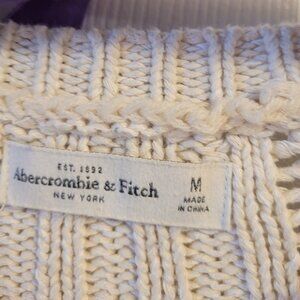 EST. 1892
Abercrombie & Fitch
NEW YORK
M
MADE
IN CHINA